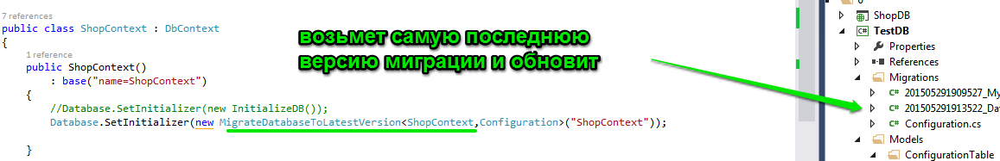 7 references
public class ShopContext : DbContext
{
1 reference
public ShopContext()
: base("name=ShopContext")
{
//Database.SetInitializer(new InitializeDB());
Database.SetInitializer(new MigrateDatabaseToLatestVersion<ShopContext,Configuration>("ShopContext"));
}
возьмет самую последнюю
версию миграции и обновит
ShopDB
TestDB
Properties
References
Migrations
201505291909527_My
201505291913522_Da
Configuration.cs
Models
ConfigurationTable